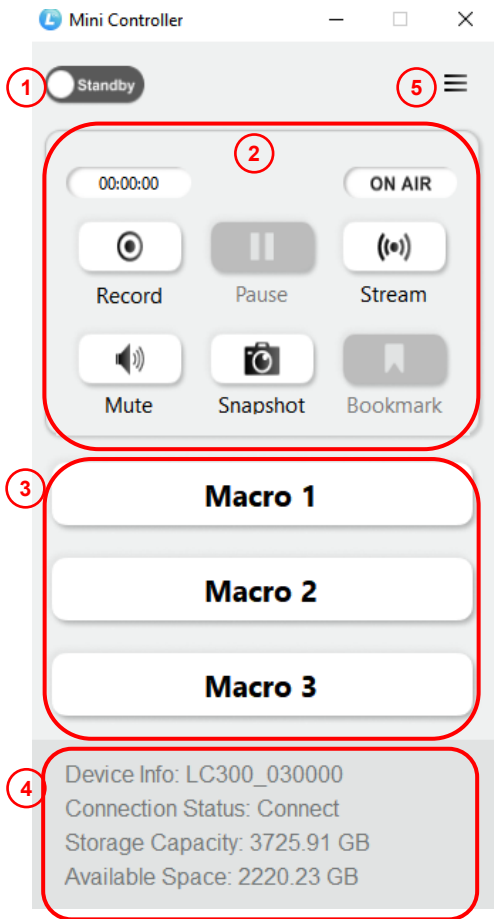 Mini Controller
1 Standby 5
2
00:00:00 ON AIR
Record Pause Stream
Mute Snapshot Bookmark
3
Macro 1
Macro 2
Macro 3
4
Device Info: LC300_030000
Connection Status: Connect
Storage Capacity: 3725.91 GB
Available Space: 2220.23 GB